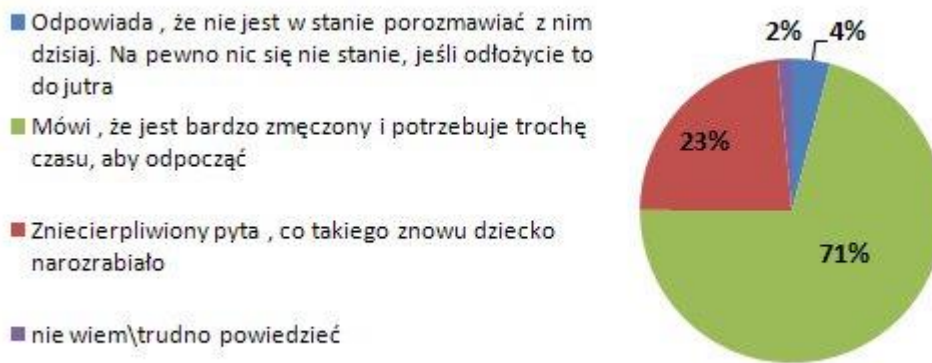 Odpowiada , że nie jest w stanie porozmawiać z nim
dzisiaj. Na pewno nic się nie stanie, jeśli odłożycie to
do jutra
Mówi , że jest bardzo zmęczony i potrzebuje trochę
czasu, aby odpocząć
Zniecierpliwiony pyta , co takiego znowu dziecko
narozrabiało
nie wiem\trudno powiedzieć
2%
4%
23%
71%